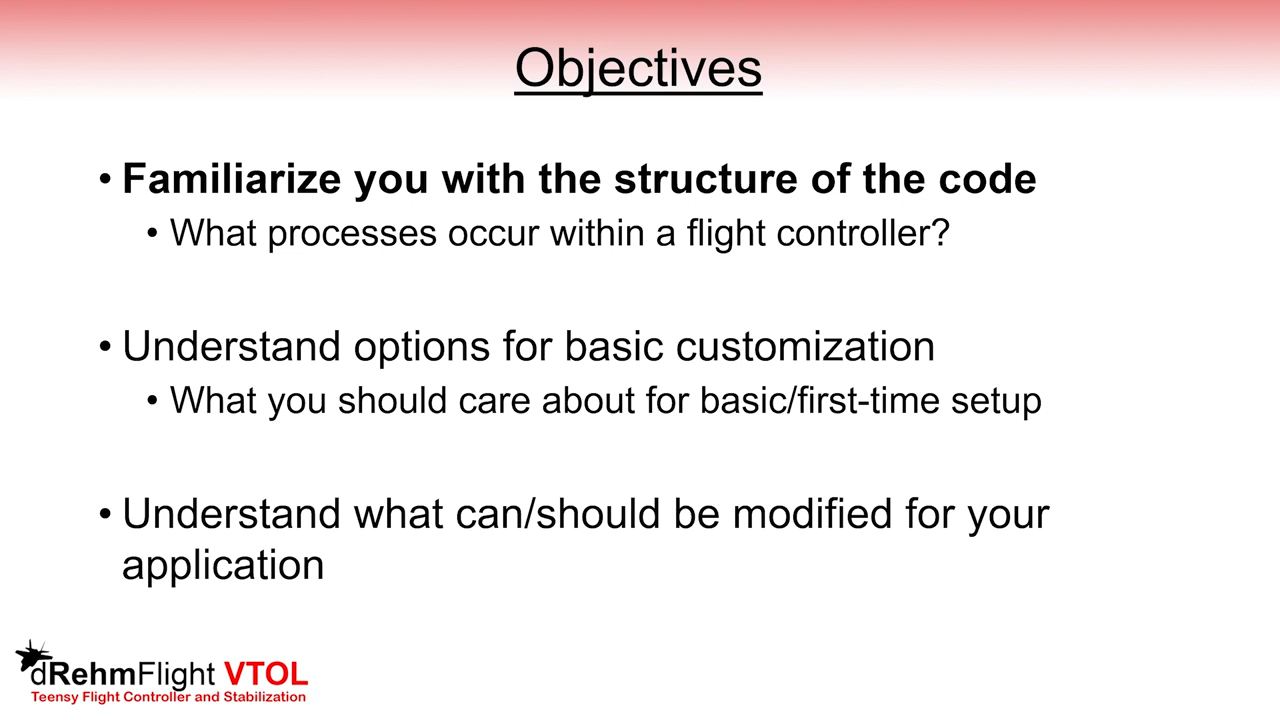 Objectives
• Familiarize you with the structure of the code
• What processes occur within a flight controller?
• Understand options for basic customization
• What you should care about for basic/first-time setup
• Understand what can/should be modified for your
application
dRehmFlight VTOL
Teensy Flight Controller and Stabilization